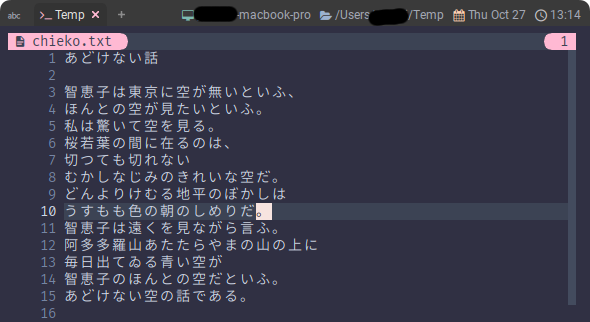 abc
Temp × +
-macbook-pro /Users /Temp Thu Oct 27 13:14
chieko.txt 1
1 あどけない話
2
3 智恵子は東京に空が無いといふ、
4 ほんとの空が見たいといふ。
5 私は驚いて空を見る。
6 桜若葉の間に在るのは、
7 切つても切れない
8 むかしなじみのきれいな空だ。
9 どんよりけむる地平のぼかしは
10 うすもも色の朝のしめりだ。
11 智恵子は遠くを見ながら言ふ。
12 阿多多羅山あたたらやまの山の上に
13 毎日出てゐる青い空が
14 智恵子のほんとの空だといふ。
15 あどけない空の話である。
16